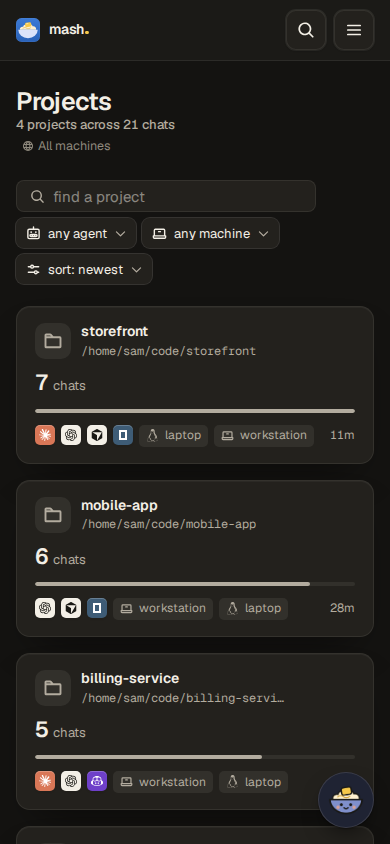 mash.
Projects
4 projects across 21 chats
All machines
find a project
any agent
any machine
sort: newest
storefront
/home/sam/code/storefront
7 chats
laptop
workstation
11m
mobile-app
/home/sam/code/mobile-app
6 chats
workstation
laptop
28m
billing-service
/home/sam/code/billing-servi…
5 chats
workstation
laptop